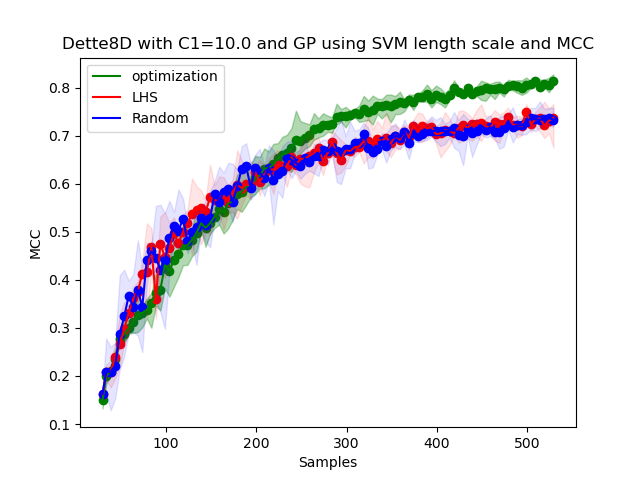 Dette8D with C1=10.0 and GP using SVM length scale and MCC
optimization
LHS
Random
0.8
0.7
0.6
0.5
0.4
0.3
0.2
0.1
MCC
100 200 300 400 500
Samples